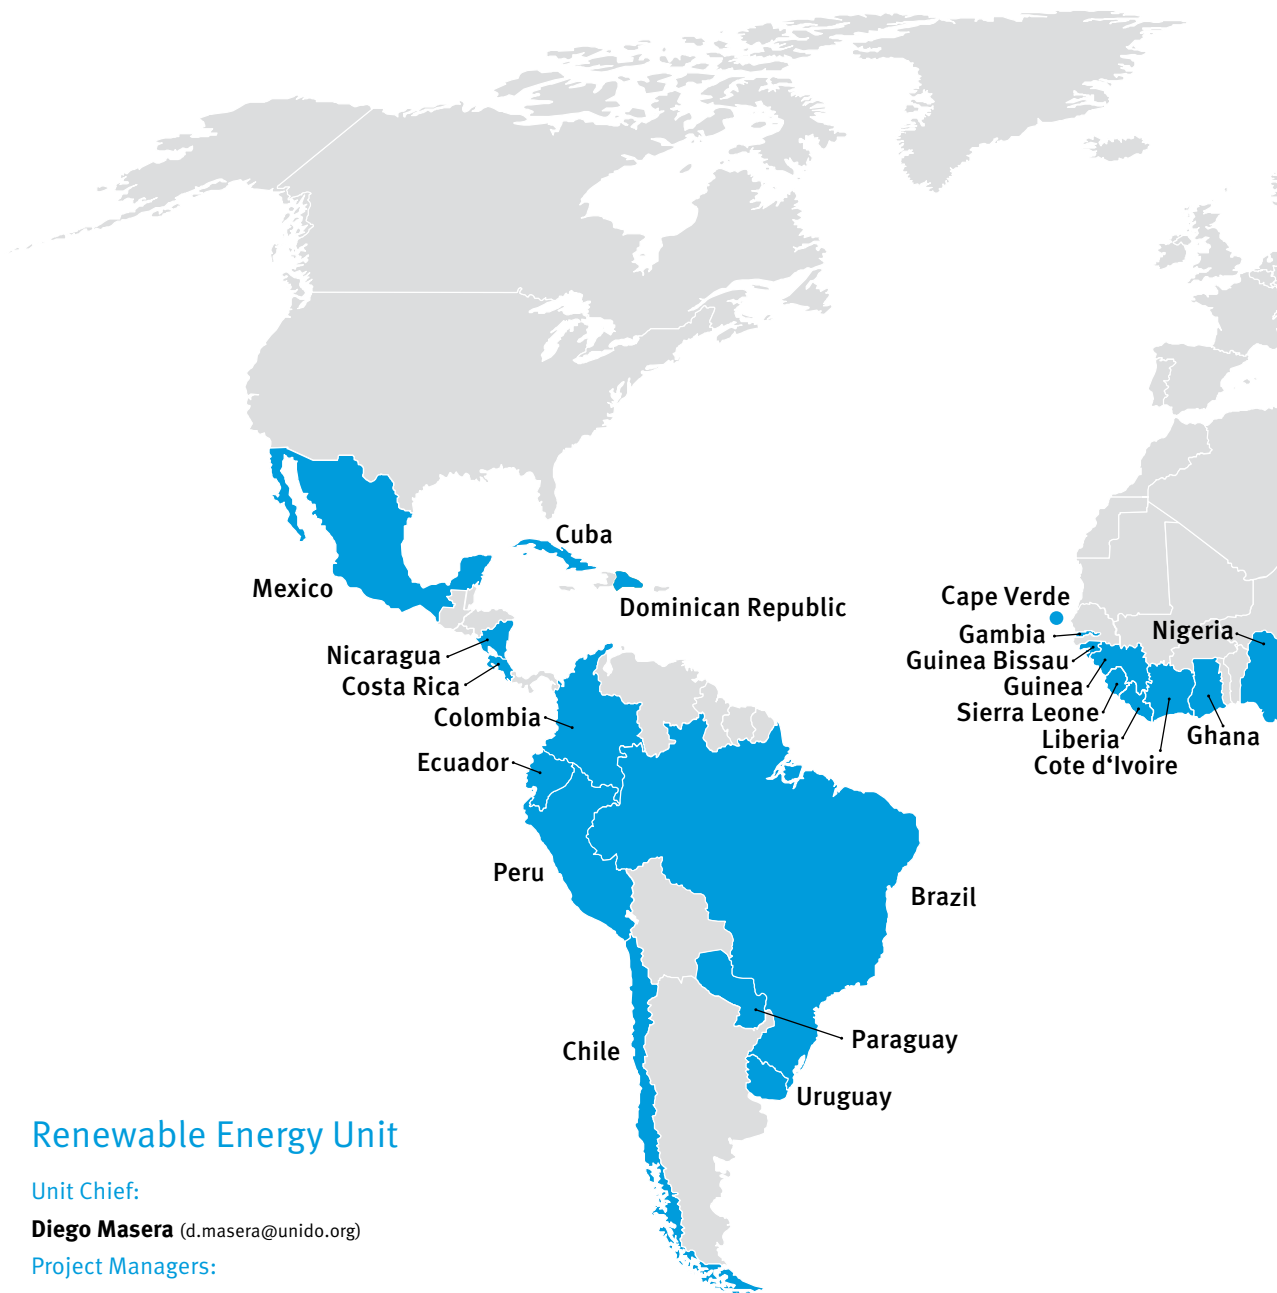 Cuba
Mexico
Dominican Republic
Cape Verde
Gambia
Nigeria
Guinea Bissau
Nicaragua
Costa Rica
Guinea
Sierra Leone
Colombia
Liberia
Ghana
Ecuador
Cote d‘Ivoire
Peru
Brazil
Paraguay
Chile
Uruguay
Renewable Energy Unit
Unit Chief:
Diego Masera (d.masera@unido.org)
Project Managers: